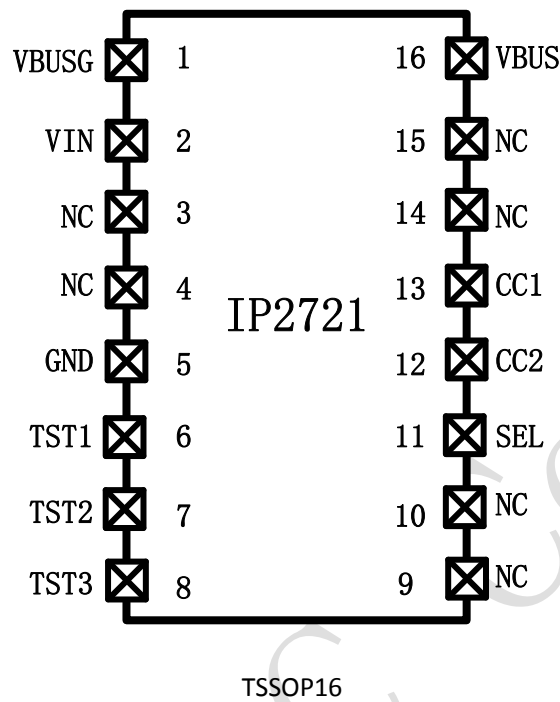 VBUSG 1 16 VBUS
VIN 2 15 NC
NC 3 14 NC
NC 4 13 CC1
IP2721
GND 5 12 CC2
TST1 6 11 SEL
TST2 7 10 NC
TST3 8 9 NC
TSSOP16